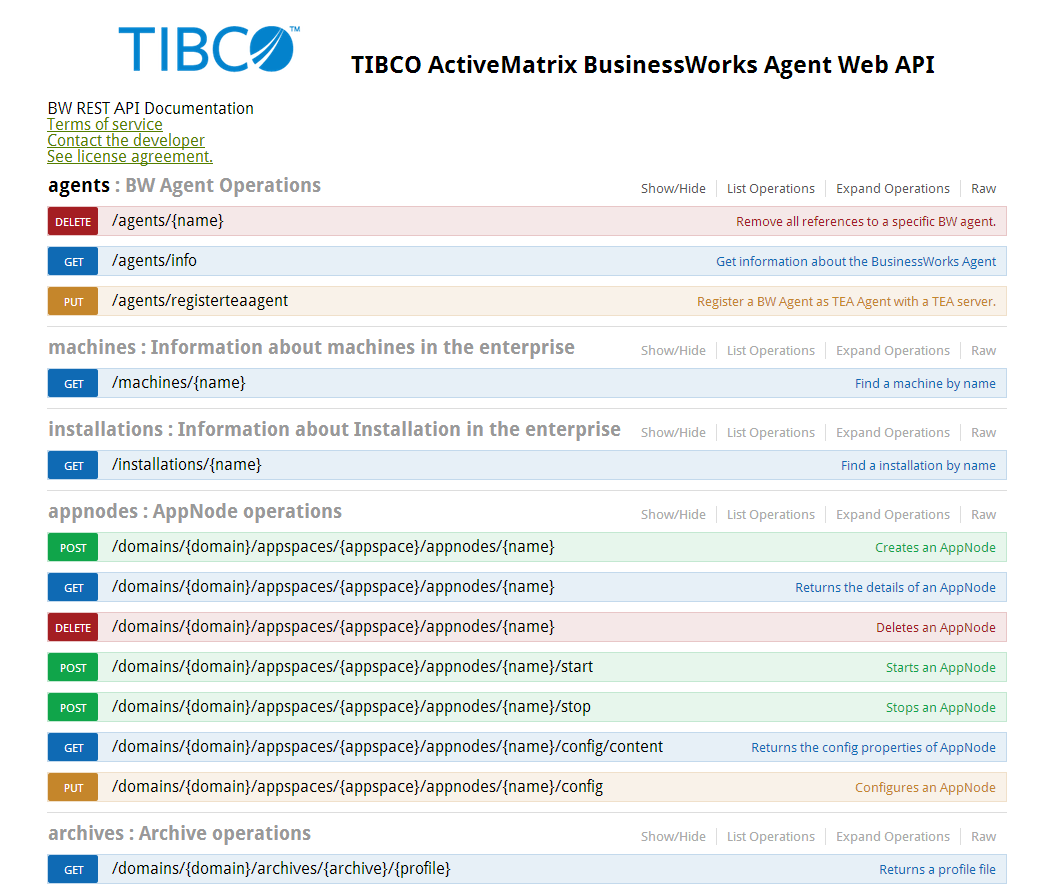 TIBCO™
TIBCO ActiveMatrix BusinessWorks Agent Web API
BW REST API Documentation
Terms of service
Contact the developer
See license agreement.
agents : BW Agent Operations Show/Hide List Operations Expand Operations Raw
DELETE /agents/{name} Remove all references to a specific BW agent.
GET /agents/info Get information about the BusinessWorks Agent
PUT /agents/registerteaagent Register a BW Agent as TEA Agent with a TEA server.
machines : Information about machines in the enterprise Show/Hide List Operations Expand Operations Raw
GET /machines/{name} Find a machine by name
installations : Information about Installation in the enterprise Show/Hide List Operations Expand Operations Raw
GET /installations/{name} Find a installation by name
appnodes : AppNode operations Show/Hide List Operations Expand Operations Raw
POST /domains/{domain}/appspaces/{appspace}/appnodes/{name} Creates an AppNode
GET /domains/{domain}/appspaces/{appspace}/appnodes/{name} Returns the details of an AppNode
DELETE /domains/{domain}/appspaces/{appspace}/appnodes/{name} Deletes an AppNode
POST /domains/{domain}/appspaces/{appspace}/appnodes/{name}/start Starts an AppNode
POST /domains/{domain}/appspaces/{appspace}/appnodes/{name}/stop Stops an AppNode
GET /domains/{domain}/appspaces/{appspace}/appnodes/{name}/config/content Returns the config properties of AppNode
PUT /domains/{domain}/appspaces/{appspace}/appnodes/{name}/config Configures an AppNode
archives : Archive operations Show/Hide List Operations Expand Operations Raw
GET /domains/{domain}/archives/{archive}/{profile} Returns a profile file